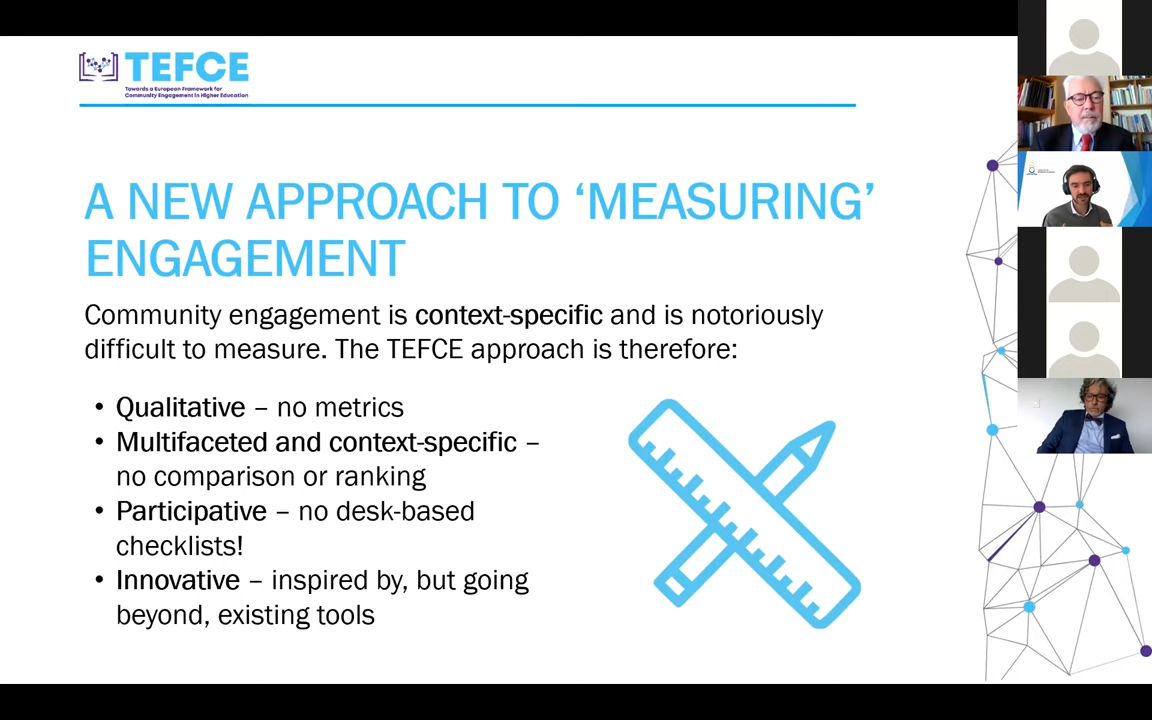 TEFCE
Towards a European Framework for
Community Engagement in Higher Education
A NEW APPROACH TO ‘MEASURING’
ENGAGEMENT
Community engagement is context-specific and is notoriously
difficult to measure. The TEFCE approach is therefore:
• Qualitative – no metrics
• Multifaceted and context-specific –
no comparison or ranking
• Participative – no desk-based
checklists!
• Innovative – inspired by, but going
beyond, existing tools